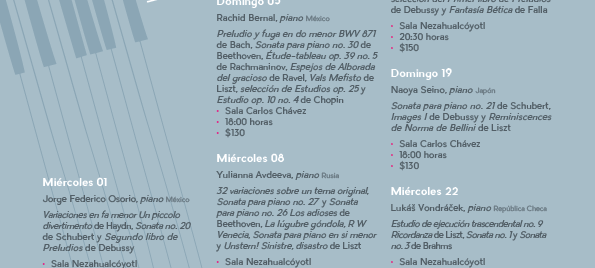 Miércoles 01
Jorge Federico Osorio, piano México
Variaciones en fa menor Un piccolo
divertimento de Haydn, Sonata no. 20
de Schubert y Segundo libro de
Preludios de Debussy
• Sala Nezahualcóyotl
Domingo 05
Rachid Bernal, piano México
Preludio y fuga en do menor BWV 871
de Bach, Sonata para piano no. 30 de
Beethoven, Étude-tableau op. 39 no. 5
de Rachmaninov, Espejos de Alborada
del gracioso de Ravel, Vals Mefisto de
Liszt, selección de Estudios op. 25 y
Estudio op. 10 no. 4 de Chopin
• Sala Carlos Chávez
• 18:00 horas
• $130
Miércoles 08
Yulianna Avdeeva, piano Rusia
32 variaciones sobre un tema original,
Sonata para piano no. 27 y Sonata
para piano no. 26 Los adioses de
Beethoven, La lúgubre góndola, R W
Venecia, Sonata para piano en si menor
y Unstern! Sinistre, disastro de Liszt
• Sala Nezahualcóyotl
selección del Primer libro de Preludios
de Debussy y Fantasía Bética de Falla
• Sala Nezahualcóyotl
• 20:30 horas
• $150
Domingo 19
Naoya Seino, piano Japón
Sonata para piano no. 21 de Schubert,
Images I de Debussy y Reminiscences
de Norma de Bellini de Liszt
• Sala Carlos Chávez
• 18:00 horas
• $130
Miércoles 22
Lukáš Vondráček, piano República Checa
Estudio de ejecución trascendental no. 9
Ricordanza de Liszt, Sonata no. 1 y Sonata
no. 3 de Brahms
• Sala Nezahualcóyotl